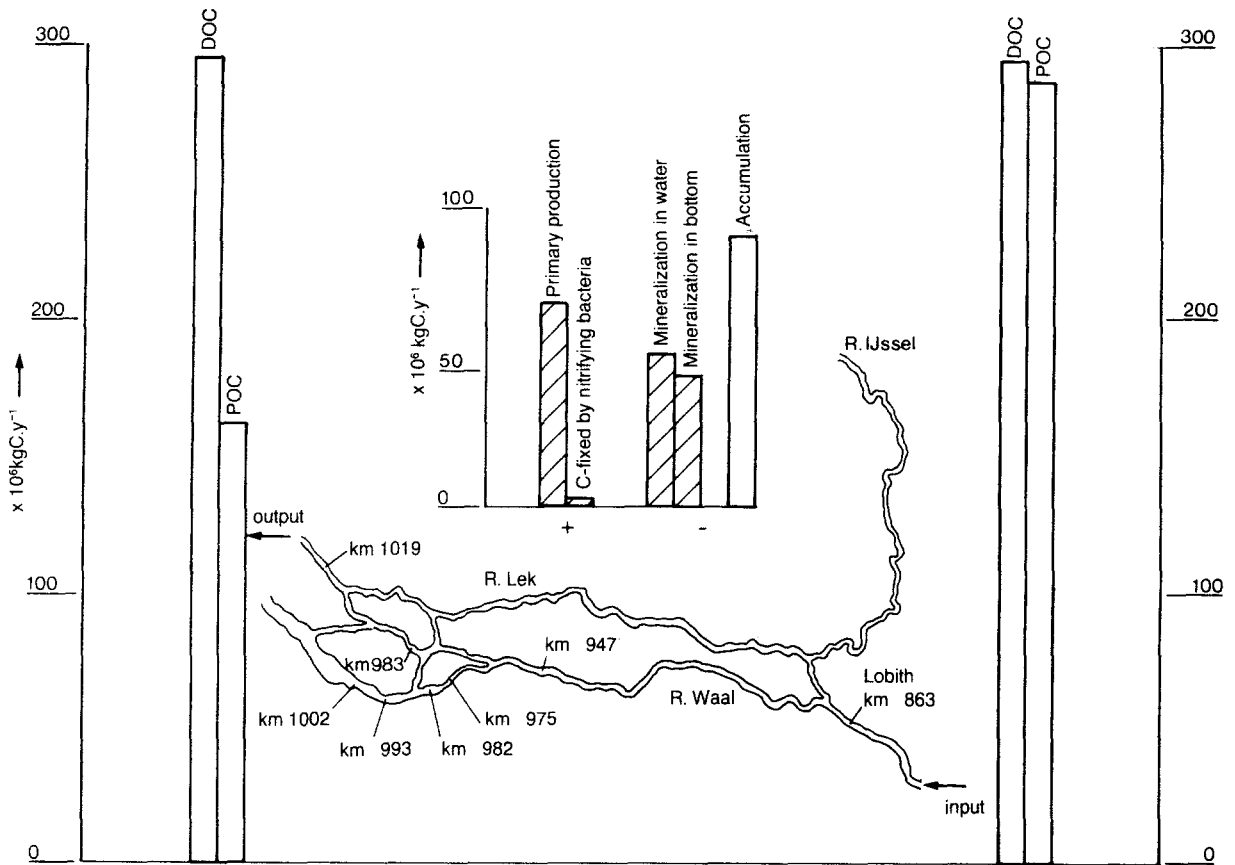 300
200
100
0
x 10⁶kgC.y⁻¹
DOC
POC
output
100
50
0
x 10⁶ kgC.y⁻¹
Primary production
C-fixed by nitrifying bacteria
Mineralization in water
Mineralization in bottom
Accumulation
+
-
R. IJssel
km 1019
R. Lek
km983
km 947
Lobith
km 863
R. Waal
km 1002
km 975
km 993
km 982
input
DOC
POC
300
200
100
0